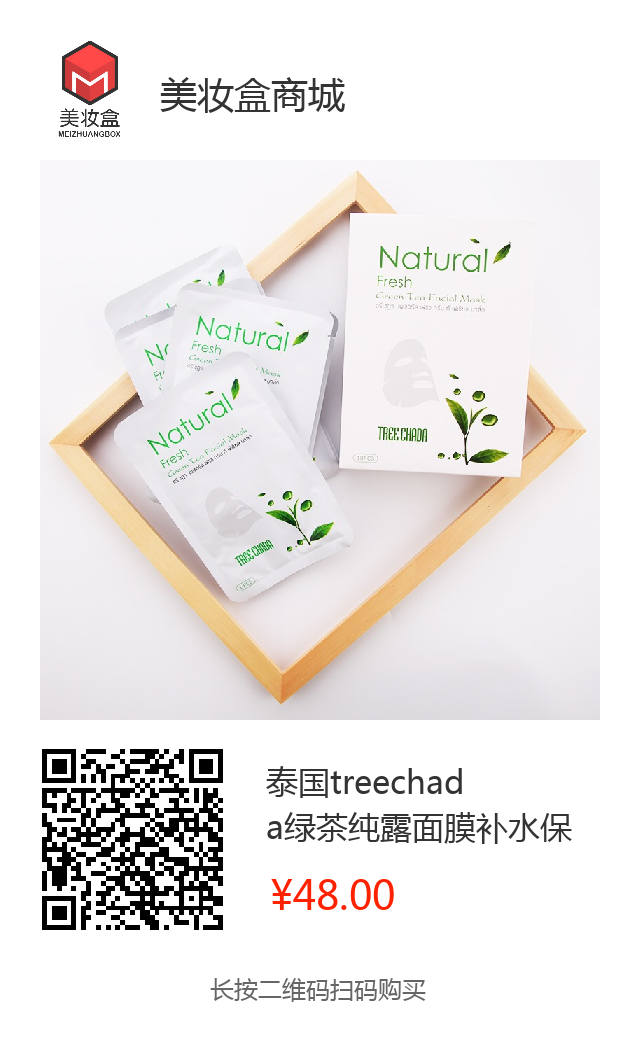 美妆盒
MEIZHUANGBOX
美妆盒商城
Natural
Fresh
Green Tea Facial Mask
TREE CHADA
10PCS
Natural
Fresh
Natural
Fresh
Green Tea Facial Mask
TREE CHADA
泰国treechad
a绿茶纯露面膜补水保
¥48.00
长按二维码扫码购买